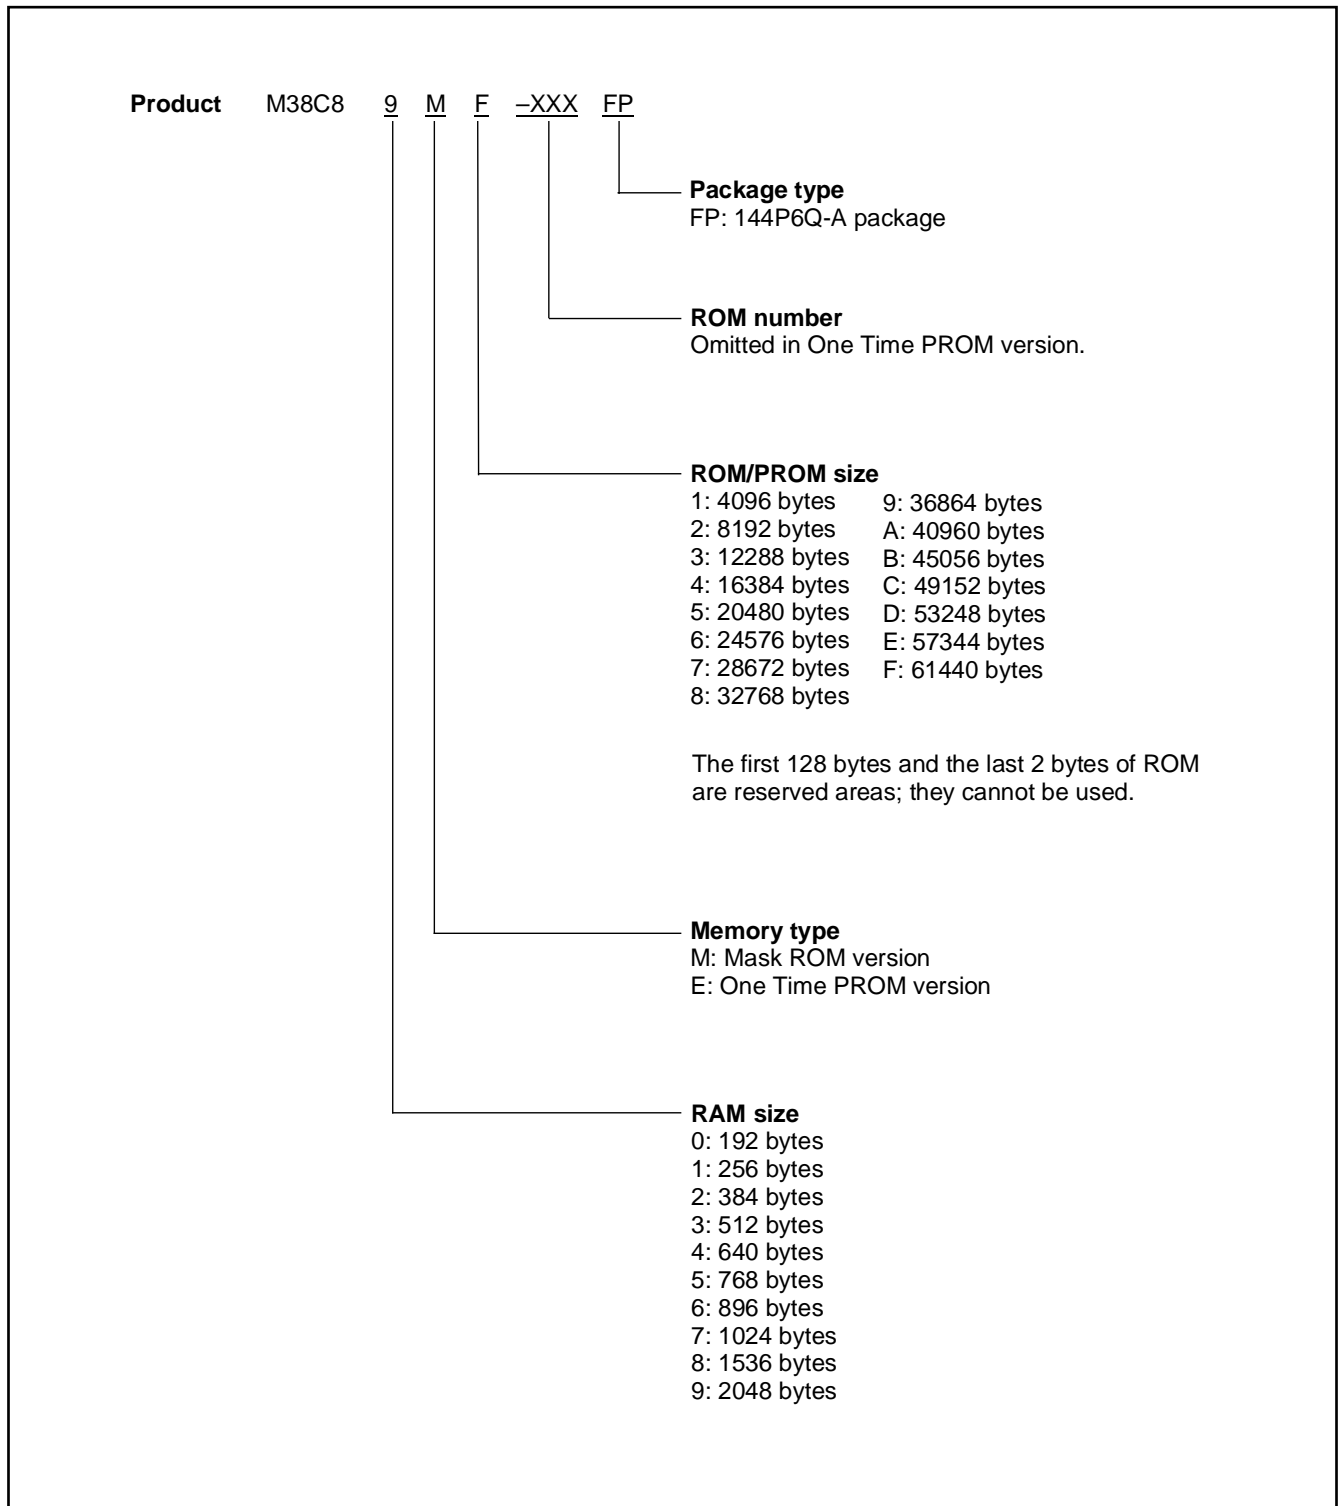 Product M38C8 9 M F –XXX FP
Package type
FP: 144P6Q-A package
ROM number
Omitted in One Time PROM version.
ROM/PROM size
1: 4096 bytes
2: 8192 bytes
3: 12288 bytes
4: 16384 bytes
5: 20480 bytes
6: 24576 bytes
7: 28672 bytes
8: 32768 bytes
9: 36864 bytes
A: 40960 bytes
B: 45056 bytes
C: 49152 bytes
D: 53248 bytes
E: 57344 bytes
F: 61440 bytes
The first 128 bytes and the last 2 bytes of ROM
are reserved areas; they cannot be used.
Memory type
M: Mask ROM version
E: One Time PROM version
RAM size
0: 192 bytes
1: 256 bytes
2: 384 bytes
3: 512 bytes
4: 640 bytes
5: 768 bytes
6: 896 bytes
7: 1024 bytes
8: 1536 bytes
9: 2048 bytes